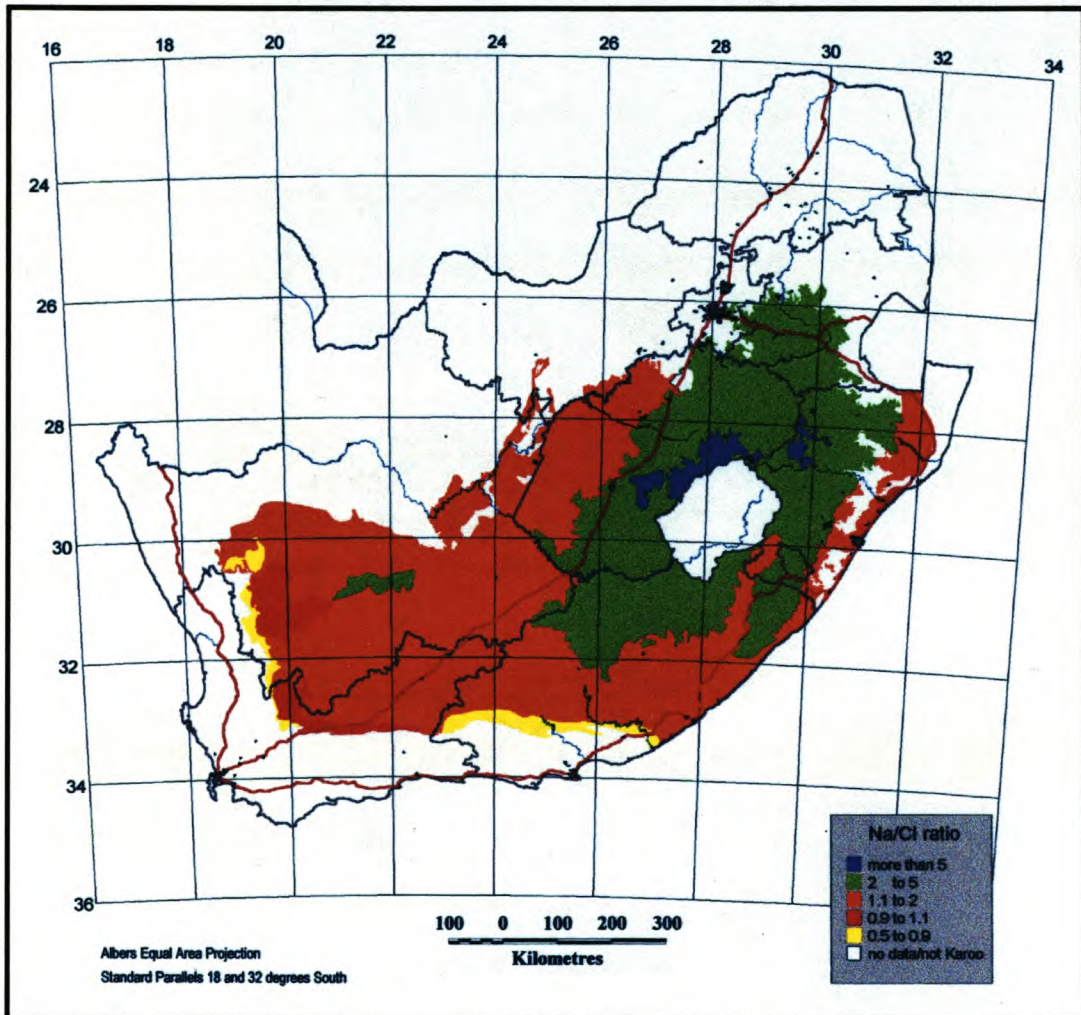 16 18 20 22 24 26 28 30 32 34
24
26
28
30
32
34
36
Na/Cl ratio
more than 5
2 to 5
1.1 to 2
0.9 to 1.1
0.5 to 0.9
no data/not Karoo
100 0 100 200 300
Kilometres
Albers Equal Area Projection
Standard Parallels 18 and 32 degrees South